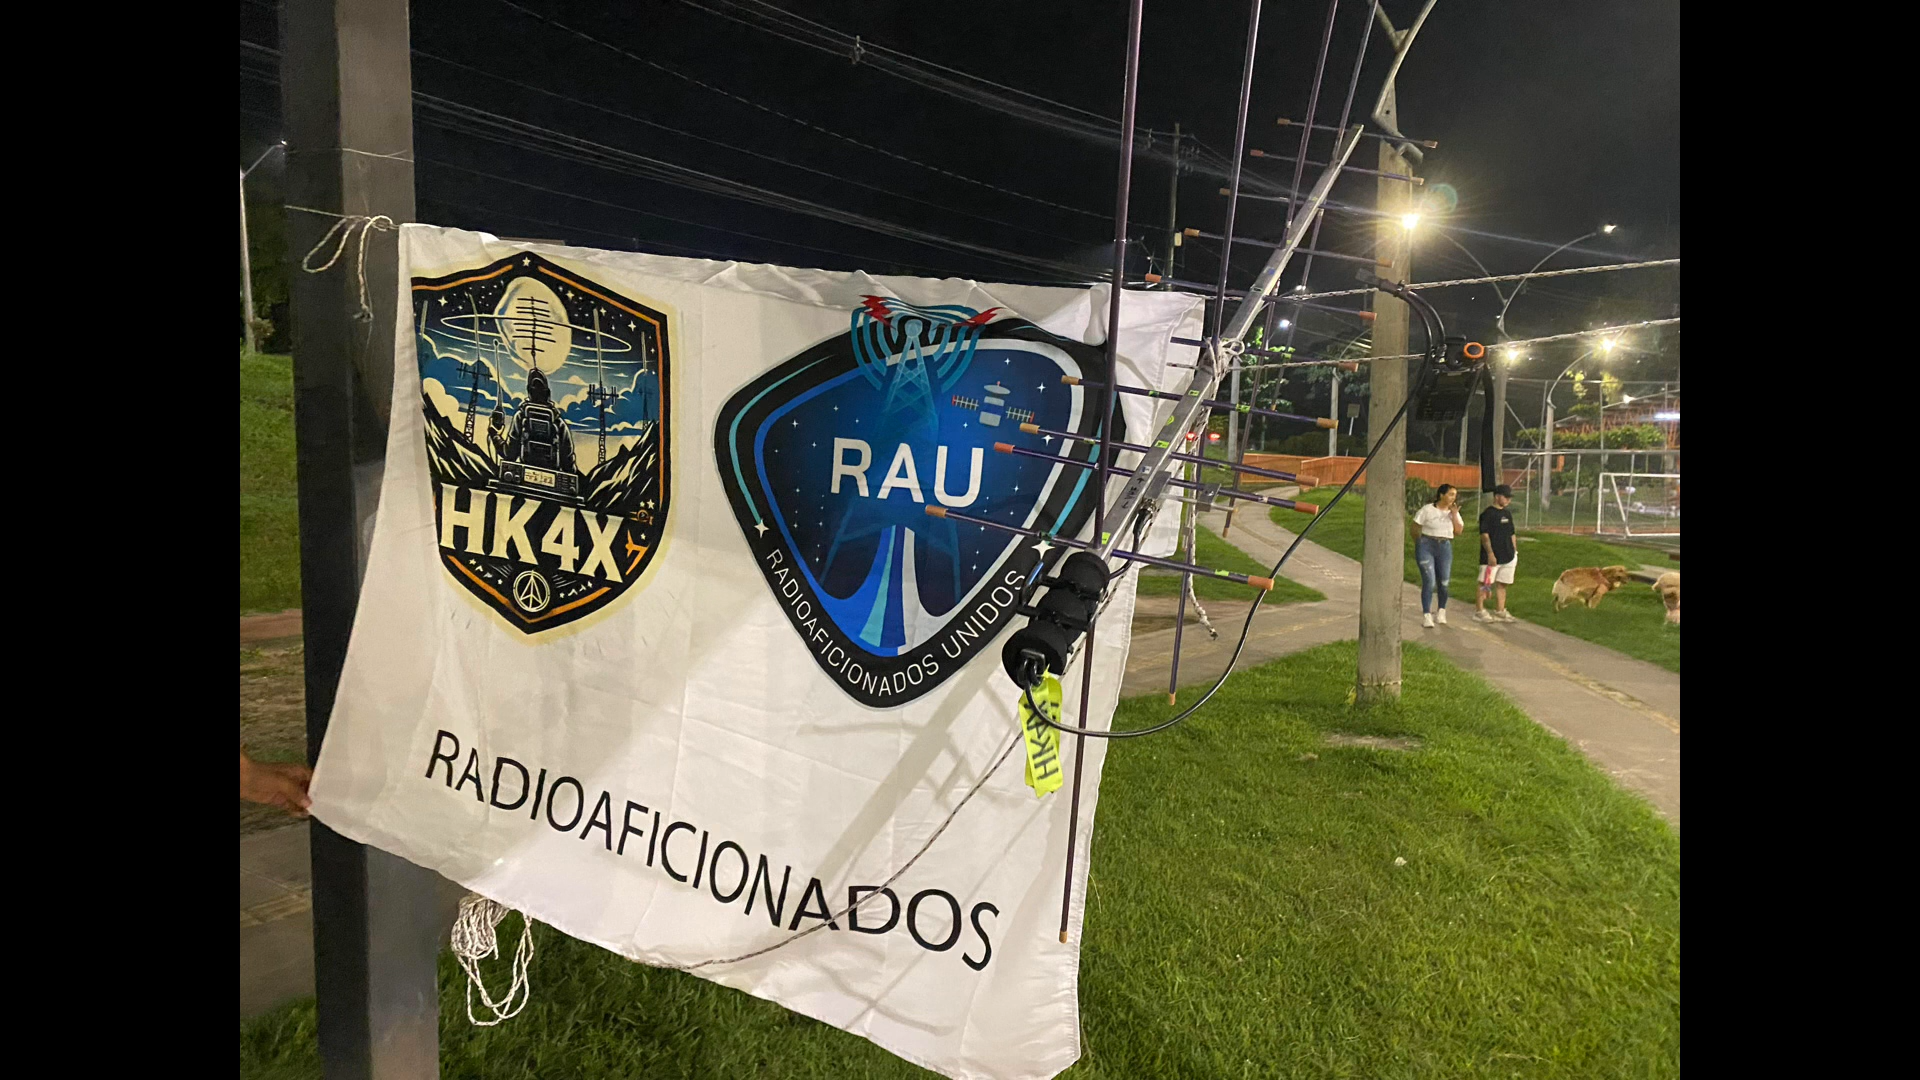 HK4X
RAU
RADIOAFICIONADOS UNIDOS
RADIOAFICIONADOS
HK4X